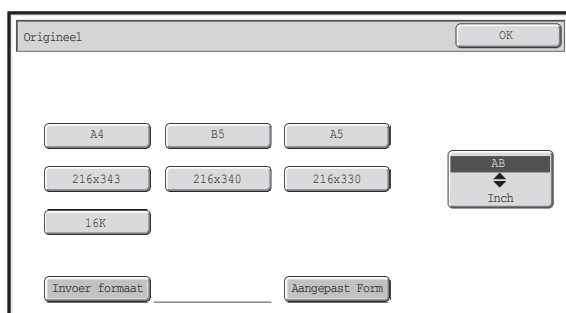 Origineel OK
A4 B5 A5
AB
216x343 216x340 216x330
Inch
16K
Invoer formaat Aangepast Form